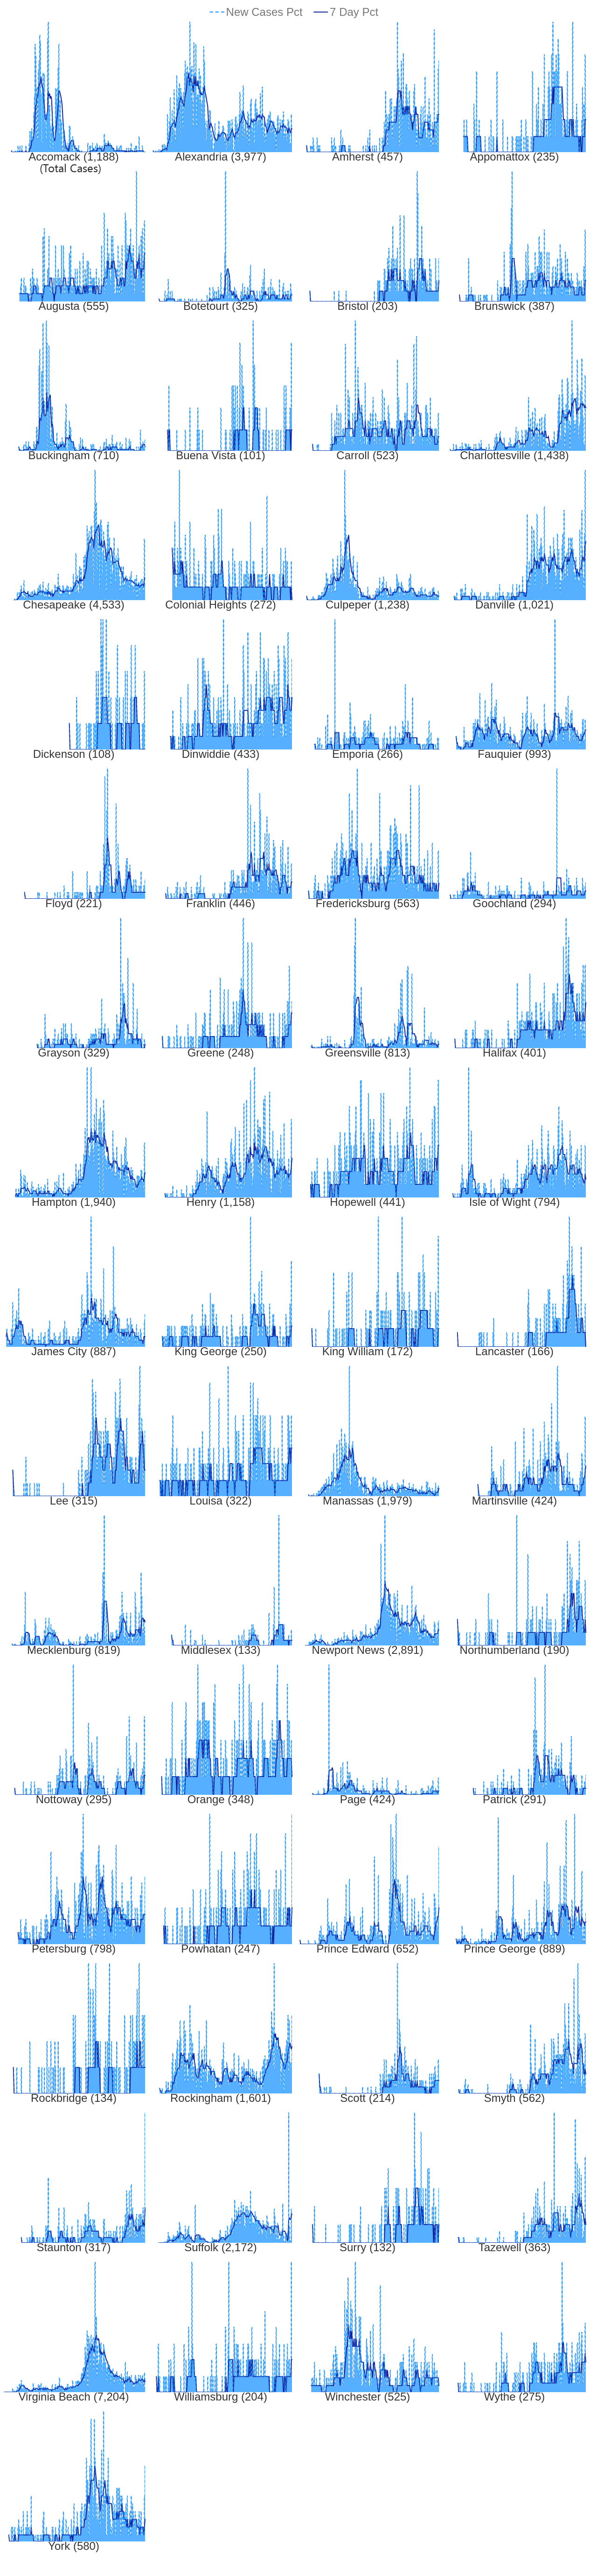 New Cases Pct 7 Day Pct
Accomack (1,188) Alexandria (3,977) Amherst (457) Appomattox (235)
(Total Cases)
Augusta (555) Botetourt (325) Bristol (203) Brunswick (387)
Buckingham (710) Buena Vista (101) Carroll (523) Charlottesville (1,438)
Chesapeake (4,533) Colonial Heights (272) Culpeper (1,238) Danville (1,021)
Dickenson (108) Dinwiddie (433) Emporia (266) Fauquier (993)
Floyd (221) Franklin (446) Fredericksburg (563) Goochland (294)
Grayson (329) Greene (248) Greensville (813) Halifax (401)
Hampton (1,940) Henry (1,158) Hopewell (441) Isle of Wight (794)
James City (887) King George (250) King William (172) Lancaster (166)
Lee (315) Louisa (322) Manassas (1,979) Martinsville (424)
Mecklenburg (819) Middlesex (133) Newport News (2,891) Northumberland (190)
Nottoway (295) Orange (348) Page (424) Patrick (291)
Petersburg (798) Powhatan (247) Prince Edward (652) Prince George (889)
Rockbridge (134) Rockingham (1,601) Scott (214) Smyth (562)
Staunton (317) Suffolk (2,172) Surry (132) Tazewell (363)
Virginia Beach (7,204) Williamsburg (204) Winchester (525) Wythe (275)
York (580)